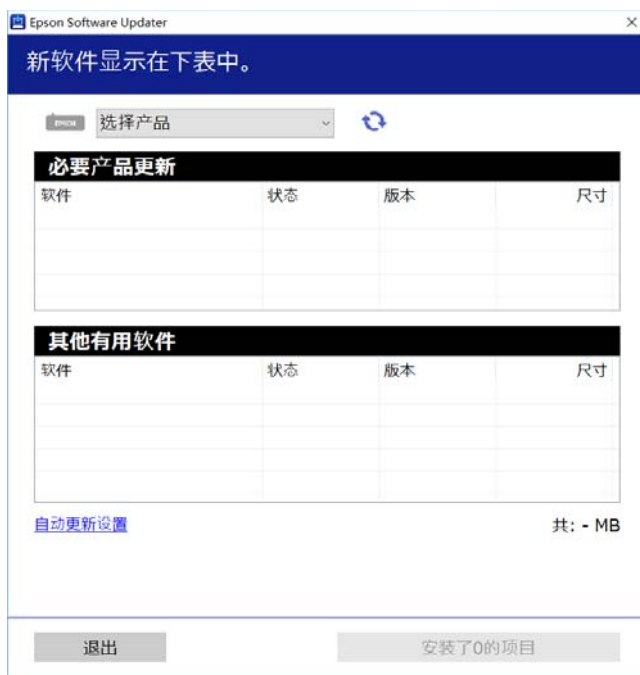 Epson Software Updater
新软件显示在下表中。
EPSON 选择产品
必要产品更新
软件 状态 版本 尺寸
其他有用软件
软件 状态 版本 尺寸
自动更新设置 共: - MB
退出 安装了0的项目